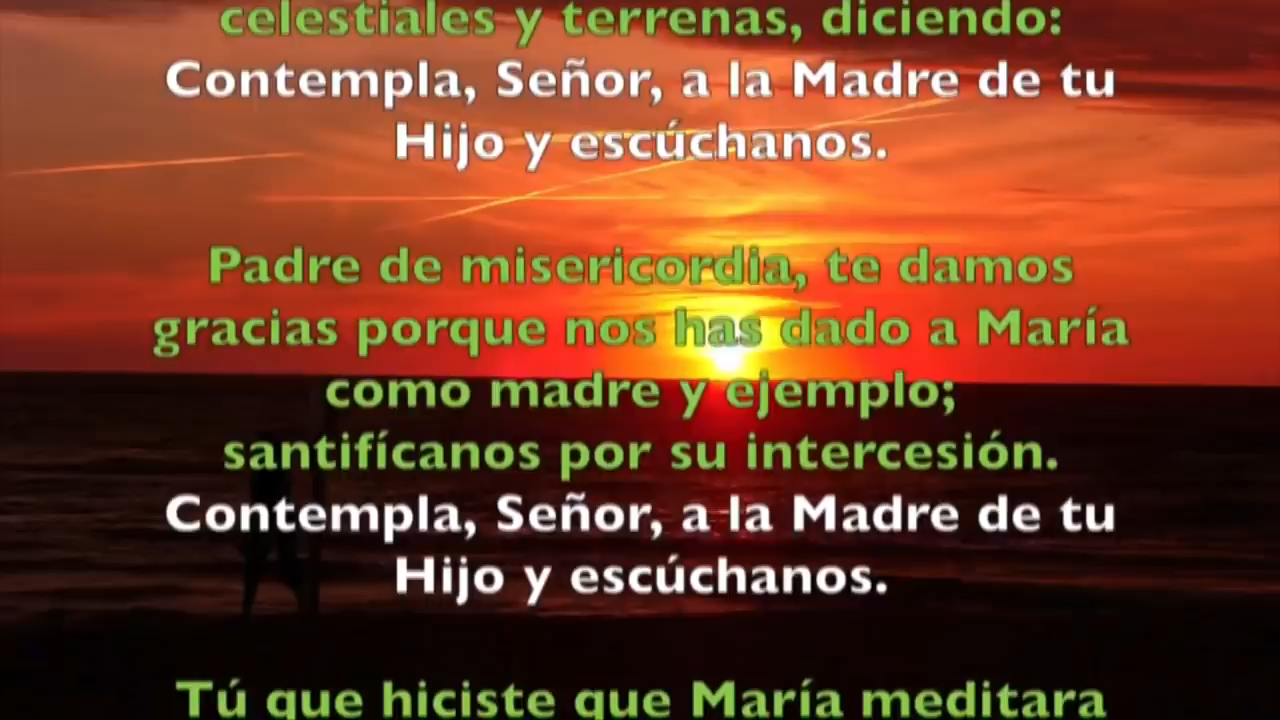 celestiales y terrenas, diciendo:
Contempla, Señor, a la Madre de tu
Hijo y escúchanos.
Padre de misericordia, te damos
gracias porque nos has dado a María
como madre y ejemplo;
santifícanos por su intercesión.
Contempla, Señor, a la Madre de tu
Hijo y escúchanos.
Tú que hiciste que María meditara